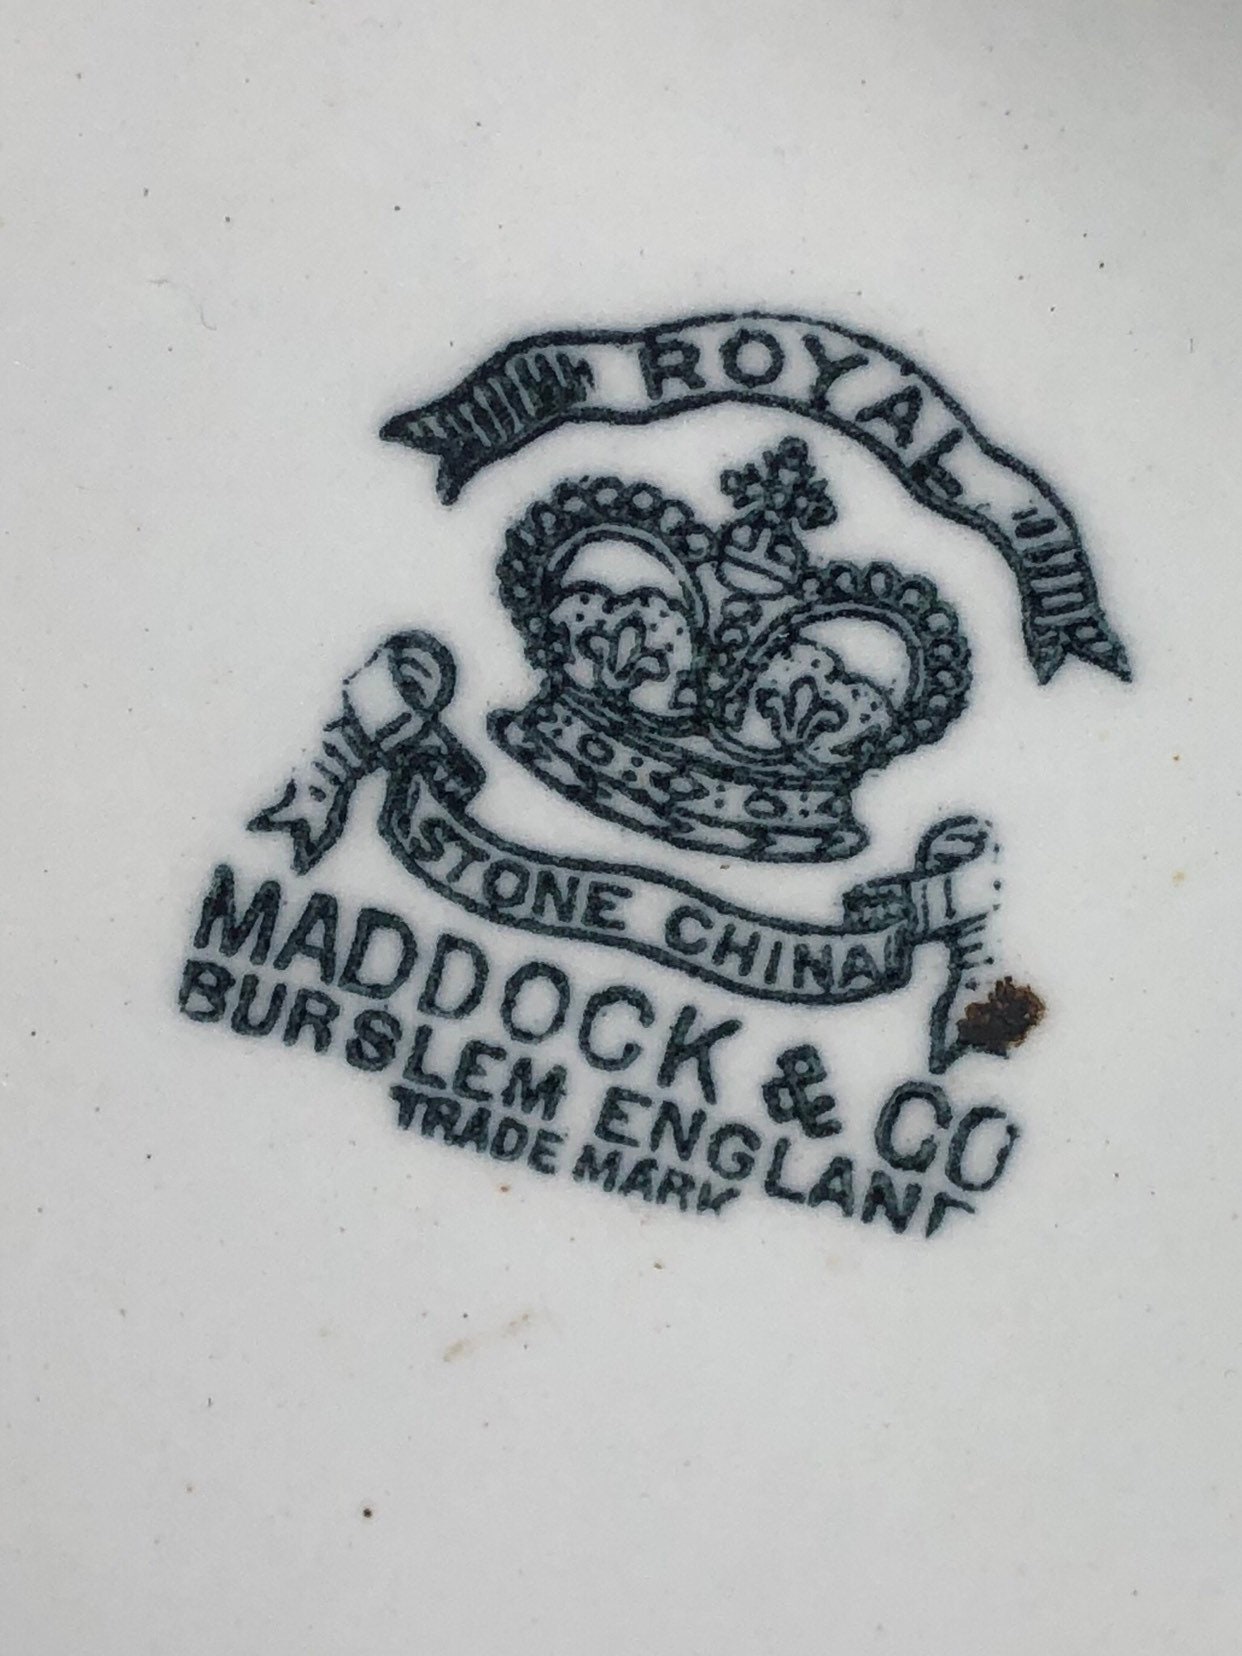 ROYAL
STONE CHINA
MADDOCK & CO
BURSLEM ENGLAND
TRADE MARK